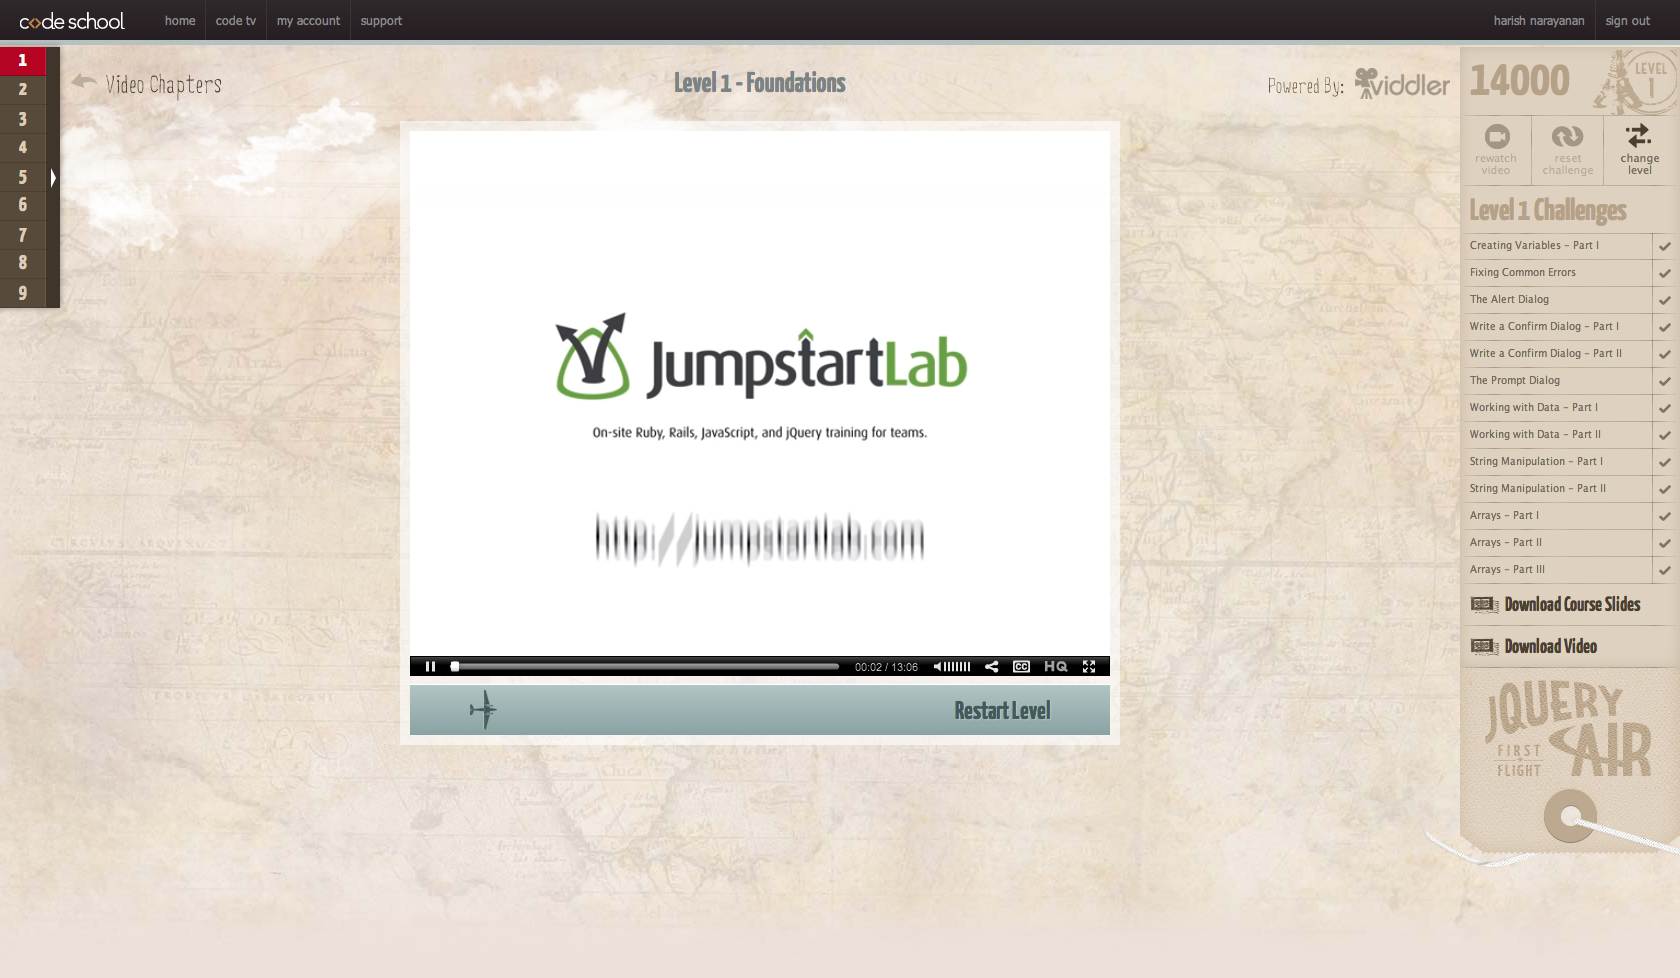 code school
home
code tv
my account
support
harish narayanan
sign out
1
2
3
4
5
6
7
8
9
Video Chapters
Level 1 - Foundations
Powered By:
viddler
JumpstartLab
On-site Ruby, Rails, JavaScript, and jQuery training for teams.
http://jumpstartlab.com
00:02 / 13:06
CC
HQ
Restart Level
14000
LEVEL
1
rewatch
video
reset
challenge
change
level
Level 1 Challenges
Creating Variables - Part I
Fixing Common Errors
The Alert Dialog
Write a Confirm Dialog - Part I
Write a Confirm Dialog - Part II
The Prompt Dialog
Working with Data - Part I
Working with Data - Part II
String Manipulation - Part I
String Manipulation - Part II
Arrays - Part I
Arrays - Part II
Arrays - Part III
Download Course Slides
Download Video
JQUERY
AIR
FIRST
FLIGHT